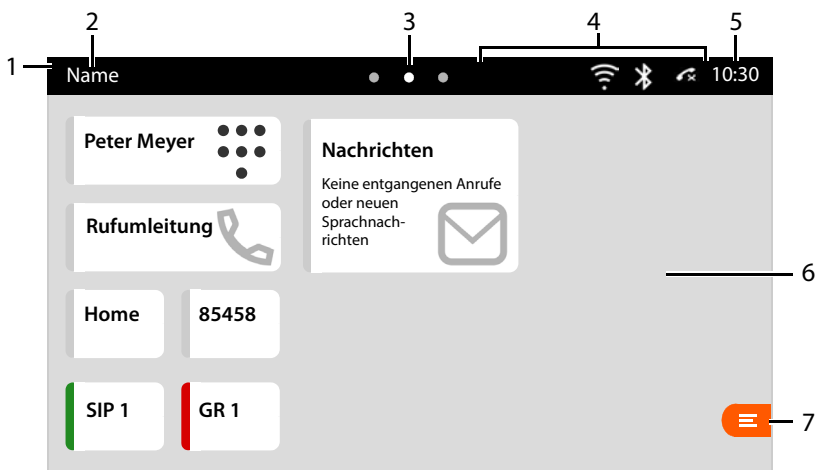 2
3
4
5
1
Name
10:30
Peter Meyer
Nachrichten
Keine entgangenen Anrufe
oder neuen
Sprachnach-
richten
Rufumleitung
6
Home
85458
SIP 1
GR 1
7